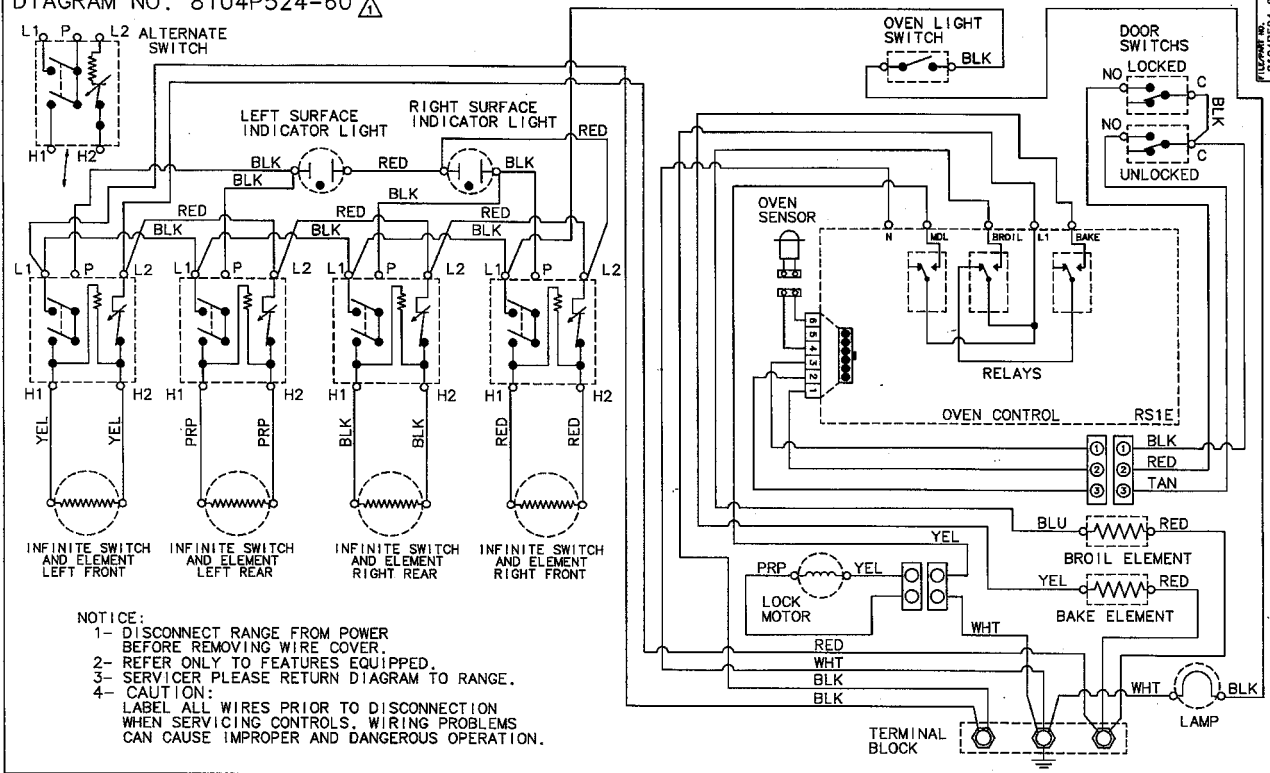 DIAGRAM NO. 8104P524-60 1
L1 P L2 ALTERNATE
SWITCH
H1 H2
LEFT SURFACE
INDICATOR LIGHT
RIGHT SURFACE
INDICATOR LIGHT
RED
BLK RED BLK
BLK
BLK
RED RED RED
BLK BLK BLK
L1 P L2
L1 P L2
L1 P L2
L1 P L2
H1 H2
H1 H2
H1 H2
H1 H2
YEL YEL
PRP PRP
BLK BLK
RED RED
INFINITE SWITCH
AND ELEMENT
LEFT FRONT
INFINITE SWITCH
AND ELEMENT
LEFT REAR
INFINITE SWITCH
AND ELEMENT
RIGHT REAR
INFINITE SWITCH
AND ELEMENT
RIGHT FRONT
NOTICE:
1- DISCONNECT RANGE FROM POWER
BEFORE REMOVING WIRE COVER.
2- REFER ONLY TO FEATURES EQUIPPED.
3- SERVICER PLEASE RETURN DIAGRAM TO RANGE.
4- CAUTION:
LABEL ALL WIRES PRIOR TO DISCONNECTION
WHEN SERVICING CONTROLS. WIRING PROBLEMS
CAN CAUSE IMPROPER AND DANGEROUS OPERATION.
OVEN LIGHT
SWITCH
BLK
DOOR
SWITCHS
LOCKED
NO C
BLK
NO
C
UNLOCKED
OVEN
SENSOR
N MDL BROIL L1 BAKE
6
5
4
3
2
1
RELAYS
OVEN CONTROL RS1E
1 1 BLK
2 2 RED
3 3 TAN
BLU RED
BROIL ELEMENT
YEL
YEL RED
BAKE ELEMENT
PRP YEL
LOCK
MOTOR
WHT
RED
WHT
BLK
BLK
WHT BLK
LAMP
TERMINAL
BLOCK